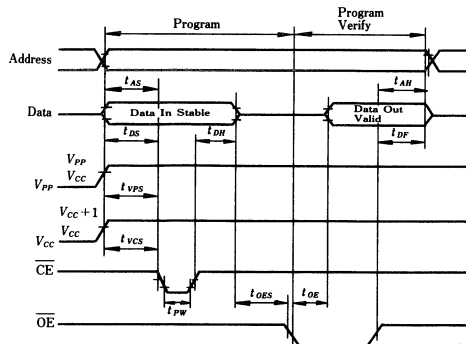 Program
Program
Verify
Address
tAS
tAH
Data
Data In Stable
Data Out
Valid
tDS
tDH
tDF
VPP
VCC
VPP
tVPS
VCC+1
VCC
VCC
tVCS
CE
tPW
tOES
tOE
OE